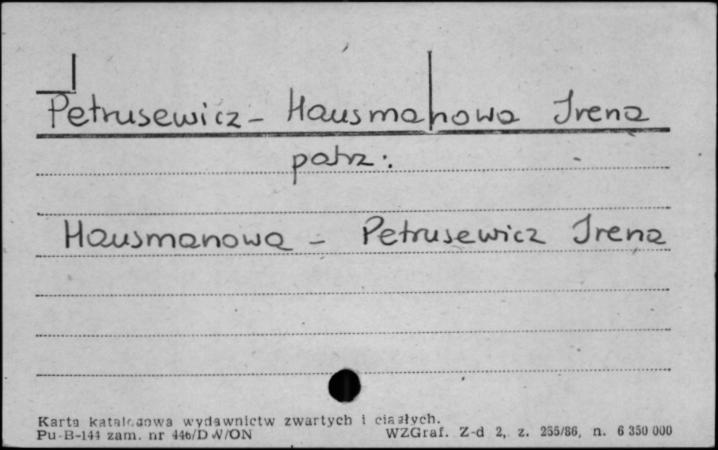 Petrusewicz - Hausmanowa Irena
patrz:
Hausmanowa - Petrusewicz Irena
Karta katalogowa wydawnictw zwartych i ciągłych.
Pu-B-144 zam. nr 446/DW/ON WZGraf. Z-d 2, z. 255/86, n. 6 350 000